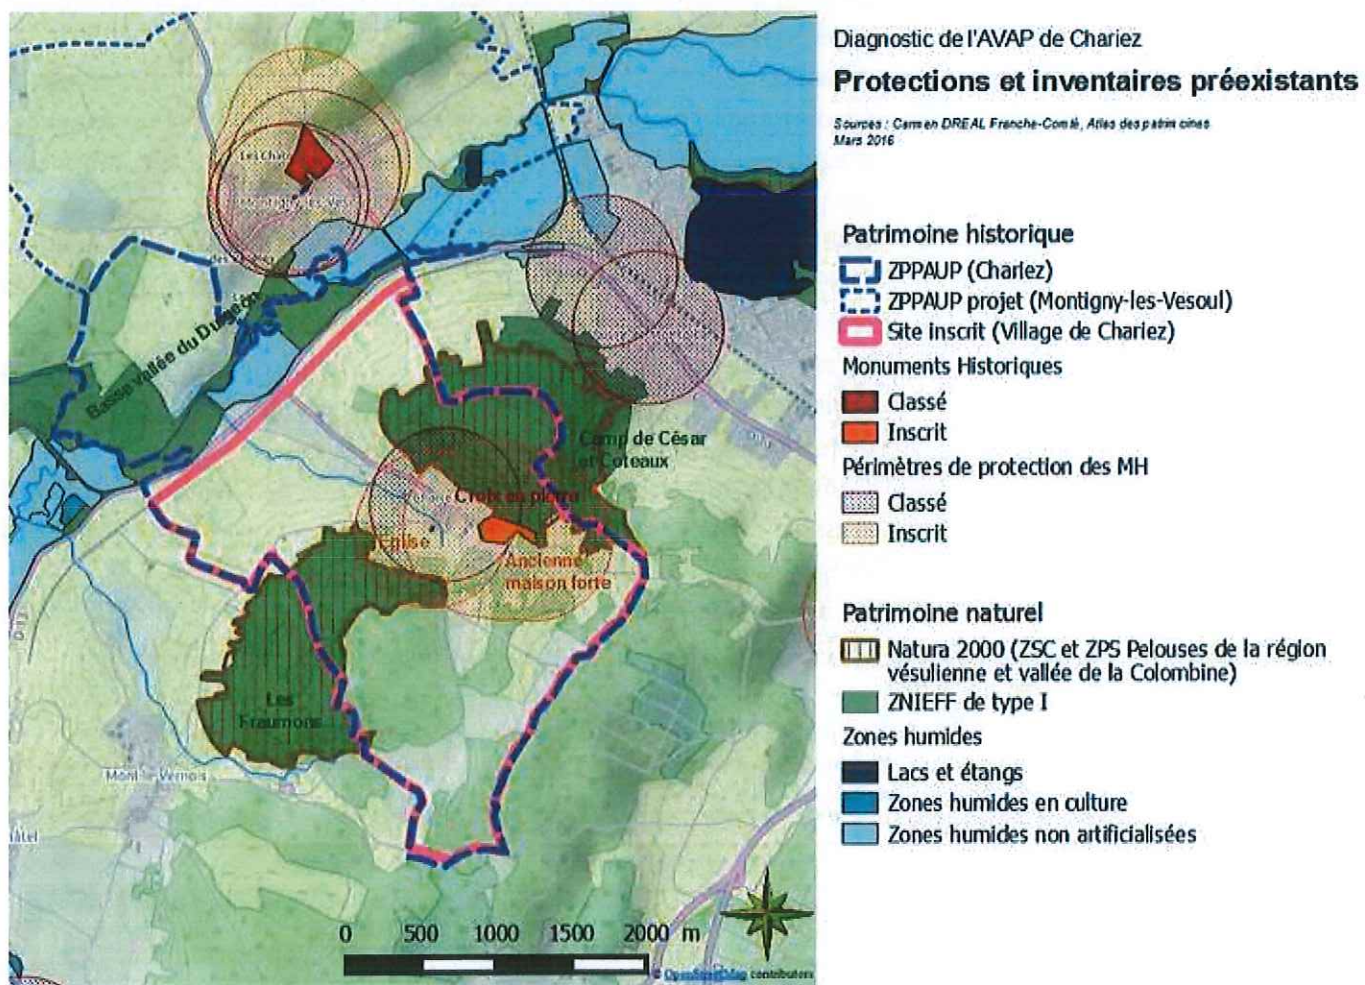 Diagnostic de l'AVAP de Chariez
Protections et inventaires préexistants
Sources : Carmen DREAL Franche-Comté, Atlas des patrimoines
Mars 2016
Patrimoine historique
ZPPAUP (Chariez)
ZPPAUP projet (Montigny-les-Vesoul)
Site inscrit (Village de Chariez)
Monuments Historiques
Classé
Inscrit
Périmètres de protection des MH
Classé
Inscrit
Patrimoine naturel
Natura 2000 (ZSC et ZPS Pelouses de la région
vésulienne et vallée de la Colombine)
ZNIEFF de type I
Zones humides
Lacs et étangs
Zones humides en culture
Zones humides non artificialisées
Basse Vallée du Durgeon
Camp de César
et Coteaux
Croix en pierre
Eglise
Ancienne
maison forte
Les
Fraumons
Mont-le-Vernois
0 500 1000 1500 2000 m
© OpenStreetMap contributors